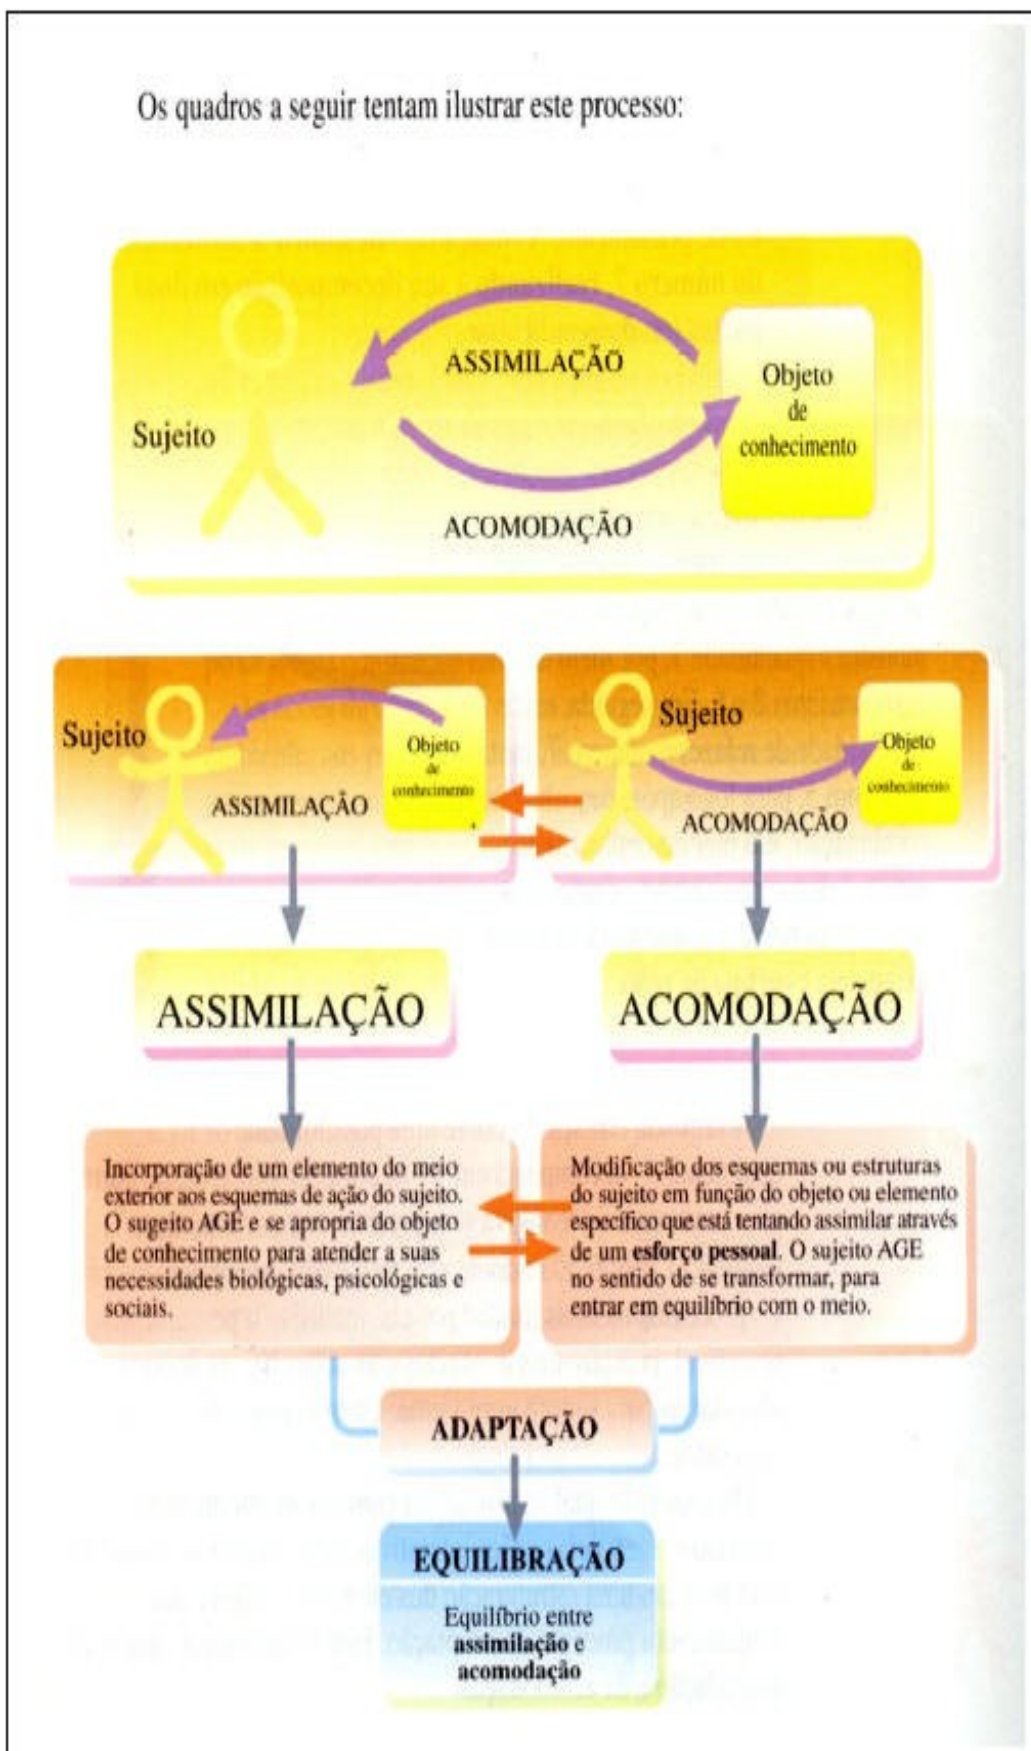 Os quadros a seguir tentam ilustrar este processo:
Sujeito
ASSIMILAÇÃO
ACOMODAÇÃO
Objeto
de
conhecimento
Sujeito
ASSIMILAÇÃO
Objeto
de
conhecimento
Sujeito
ACOMODAÇÃO
Objeto
de
conhecimento
ASSIMILAÇÃO
ACOMODAÇÃO
Incorporação de um elemento do meio
exterior aos esquemas de ação do sujeito.
O sugeito AGE e se apropria do objeto
de conhecimento para atender a suas
necessidades biológicas, psicológicas e
sociais.
Modificação dos esquemas ou estruturas
do sujeito em função do objeto ou elemento
específico que está tentando assimilar através
de um esforço pessoal. O sujeito AGE
no sentido de se transformar, para
entrar em equilíbrio com o meio.
ADAPTAÇÃO
EQUILIBRAÇÃO
Equilíbrio entre
assimilação e
acomodação